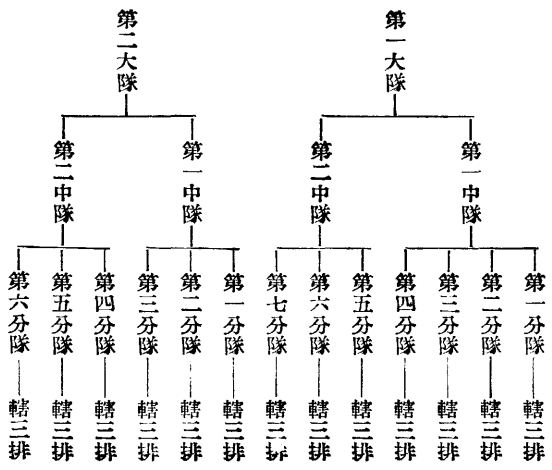 第一大隊
第二大隊
第一中隊
第二中隊
第一中隊
第二中隊
第一分隊
第二分隊
第三分隊
第四分隊
第五分隊
第六分隊
第七分隊
第一分隊
第二分隊
第三分隊
第四分隊
第五分隊
第六分隊
轄三排
轄三排
轄三排
轄三排
轄三排
轄三排
轄三排
轄三排
轄三排
轄三排
轄三排
轄三排
轄三排